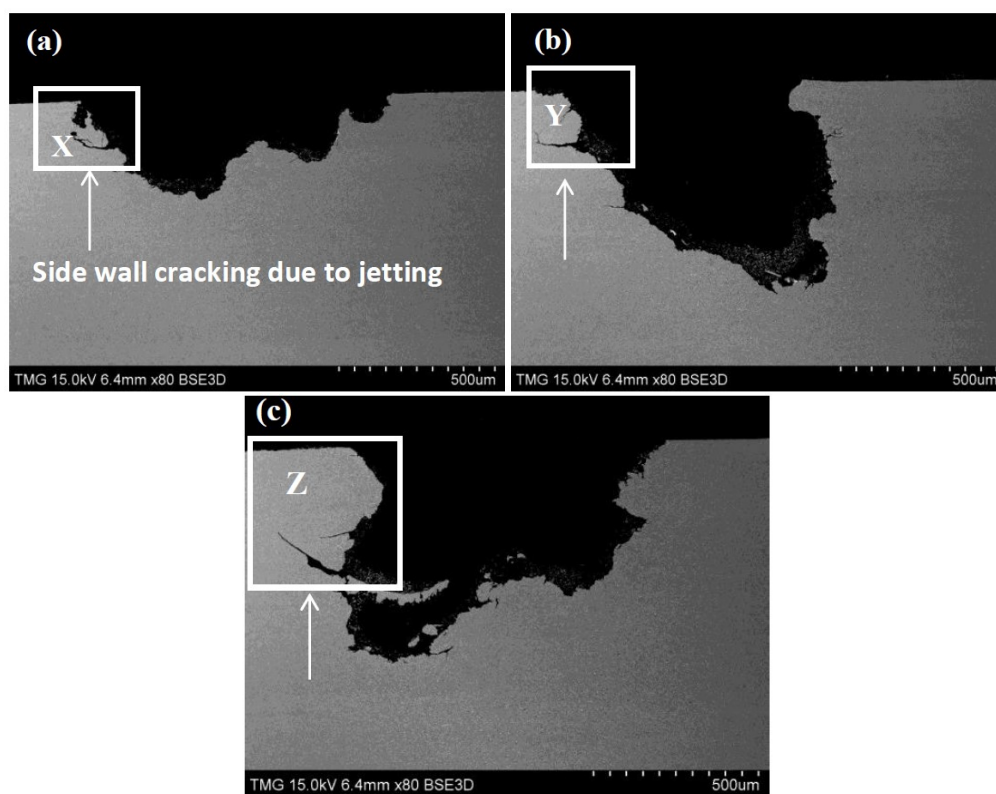 (a)
X
Side wall cracking due to jetting
TMG 15.0kV 6.4mm x80 BSE3D 500um
(b)
Y
TMG 15.0kV 6.4mm x80 BSE3D 500um
(c)
Z
TMG 15.0kV 6.4mm x80 BSE3D 500um